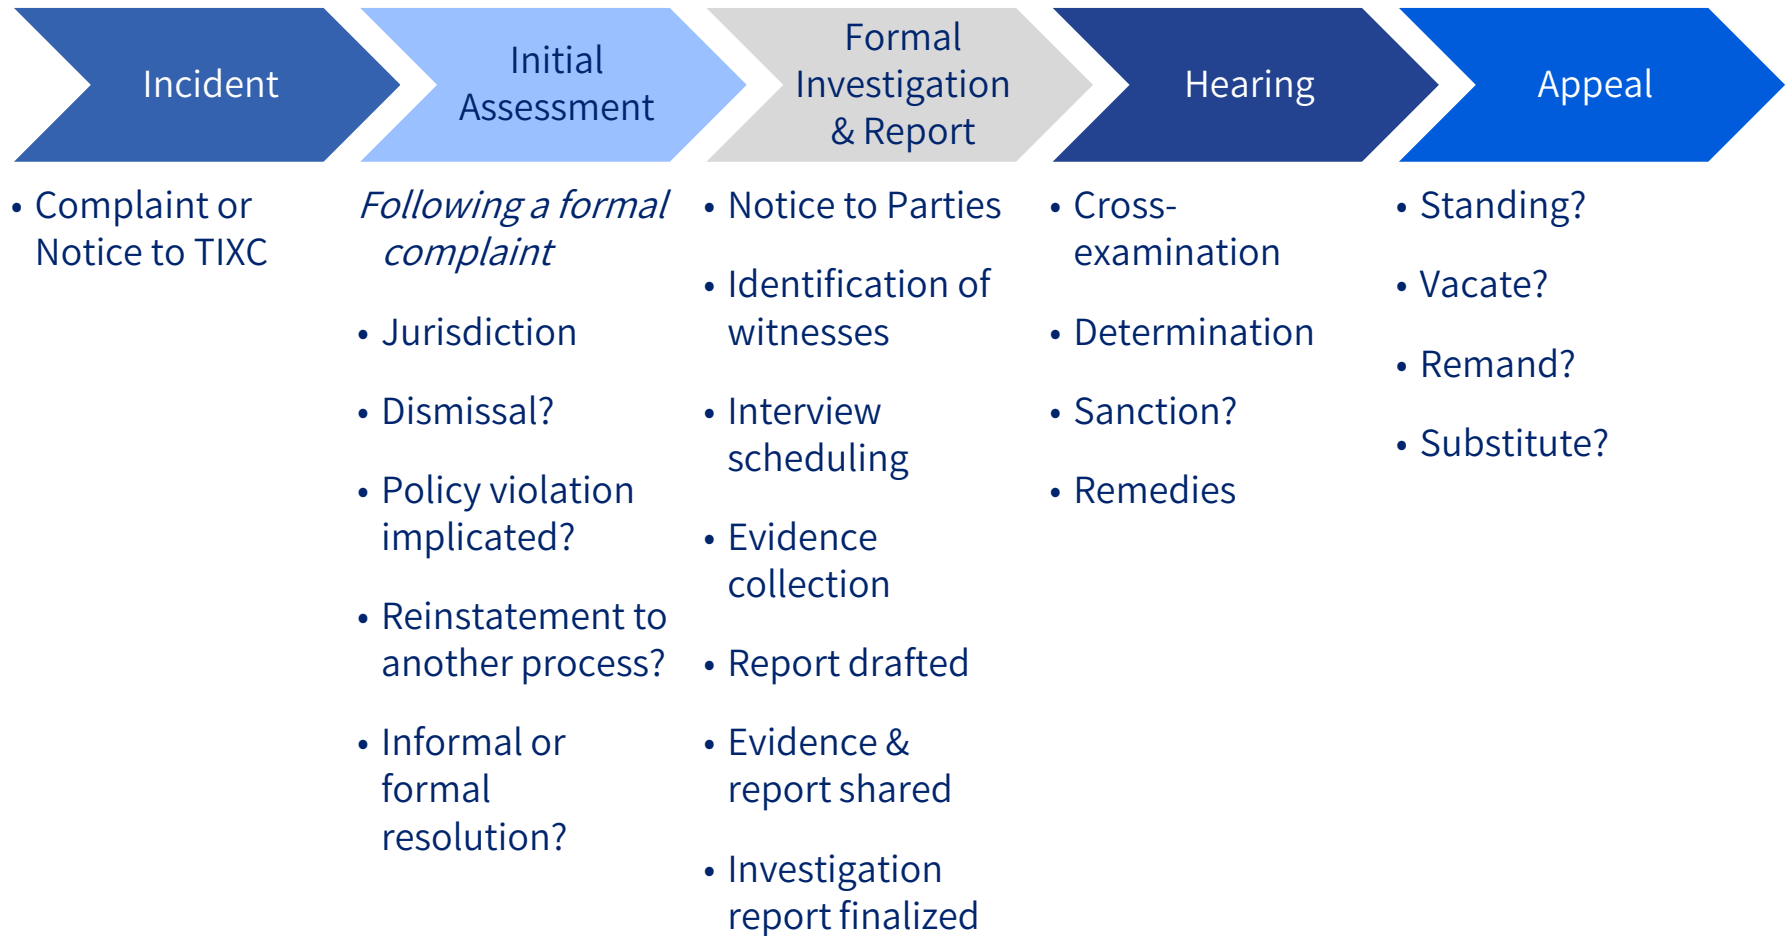 Incident
Initial
Assessment
Formal
Investigation
& Report
Hearing
Appeal
• Complaint or
Notice to TIXC
Following a formal
complaint
• Jurisdiction
• Dismissal?
• Policy violation
implicated?
• Reinstatement to
another process?
• Informal or
formal
resolution?
• Notice to Parties
• Identification of
witnesses
• Interview
scheduling
• Evidence
collection
• Report drafted
• Evidence &
report shared
• Investigation
report finalized
• Cross-
examination
• Determination
• Sanction?
• Remedies
• Standing?
• Vacate?
• Remand?
• Substitute?